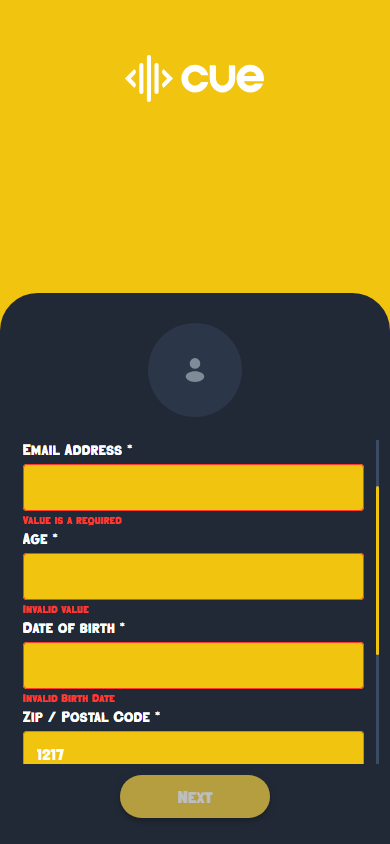 cue
Email Address *
Value is a required
Age *
Invalid value
Date of birth *
Invalid Birth Date
Zip / Postal Code *
1217
Next